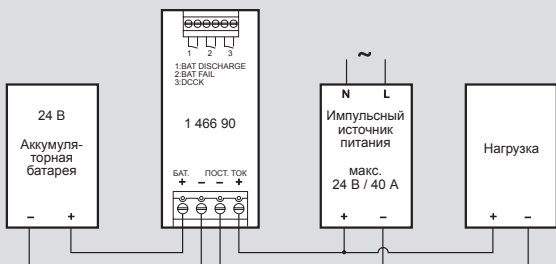 1 2 3
1:BAT DISCHARGE
2:BAT FAIL
3:DCCK
1 466 90
БАТ. ПОСТ. ТОК
+ – – +
24 В
Аккумуля-
торная
батарея
– +
~
N L
Импульсный
источник
питания
макс.
24 В / 40 А
+ –
Нагрузка
+ –